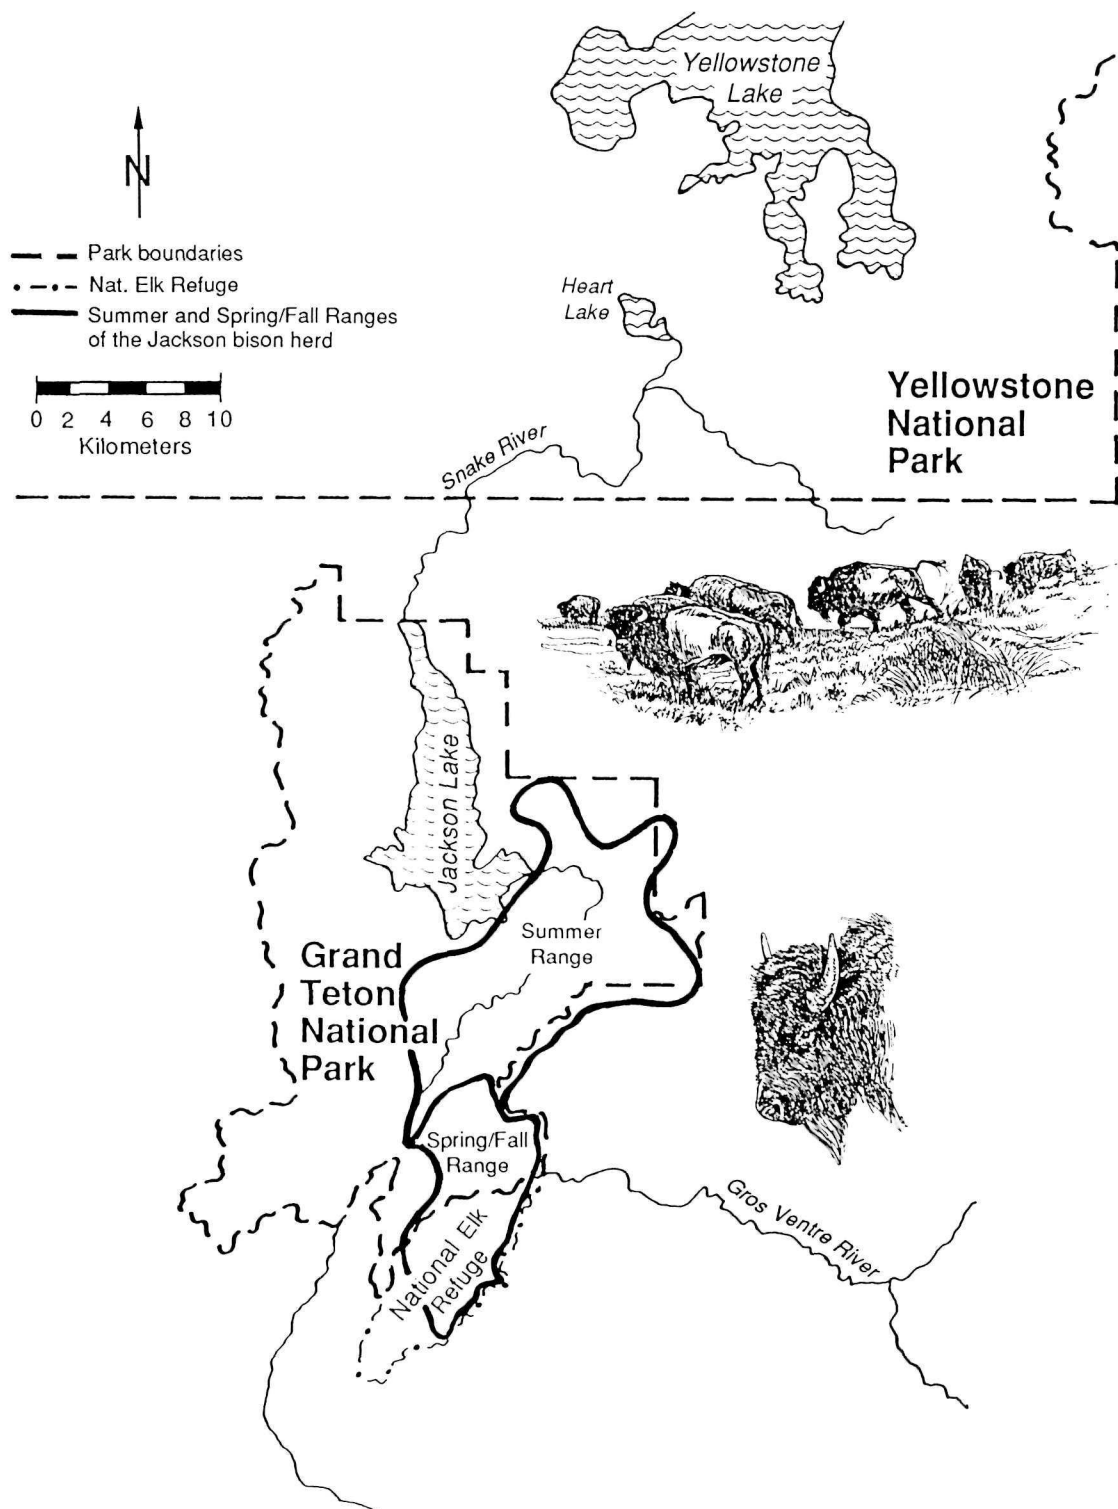 Yellowstone
Lake
N
Park boundaries
Nat. Elk Refuge
Summer and Spring/Fall Ranges
of the Jackson bison herd
0 2 4 6 8 10
Kilometers
Heart
Lake
Yellowstone
National
Park
Snake River
Jackson Lake
Summer
Range
Grand
Teton
National
Park
Spring/Fall
Range
Gros Ventre River
National Elk
Refuge